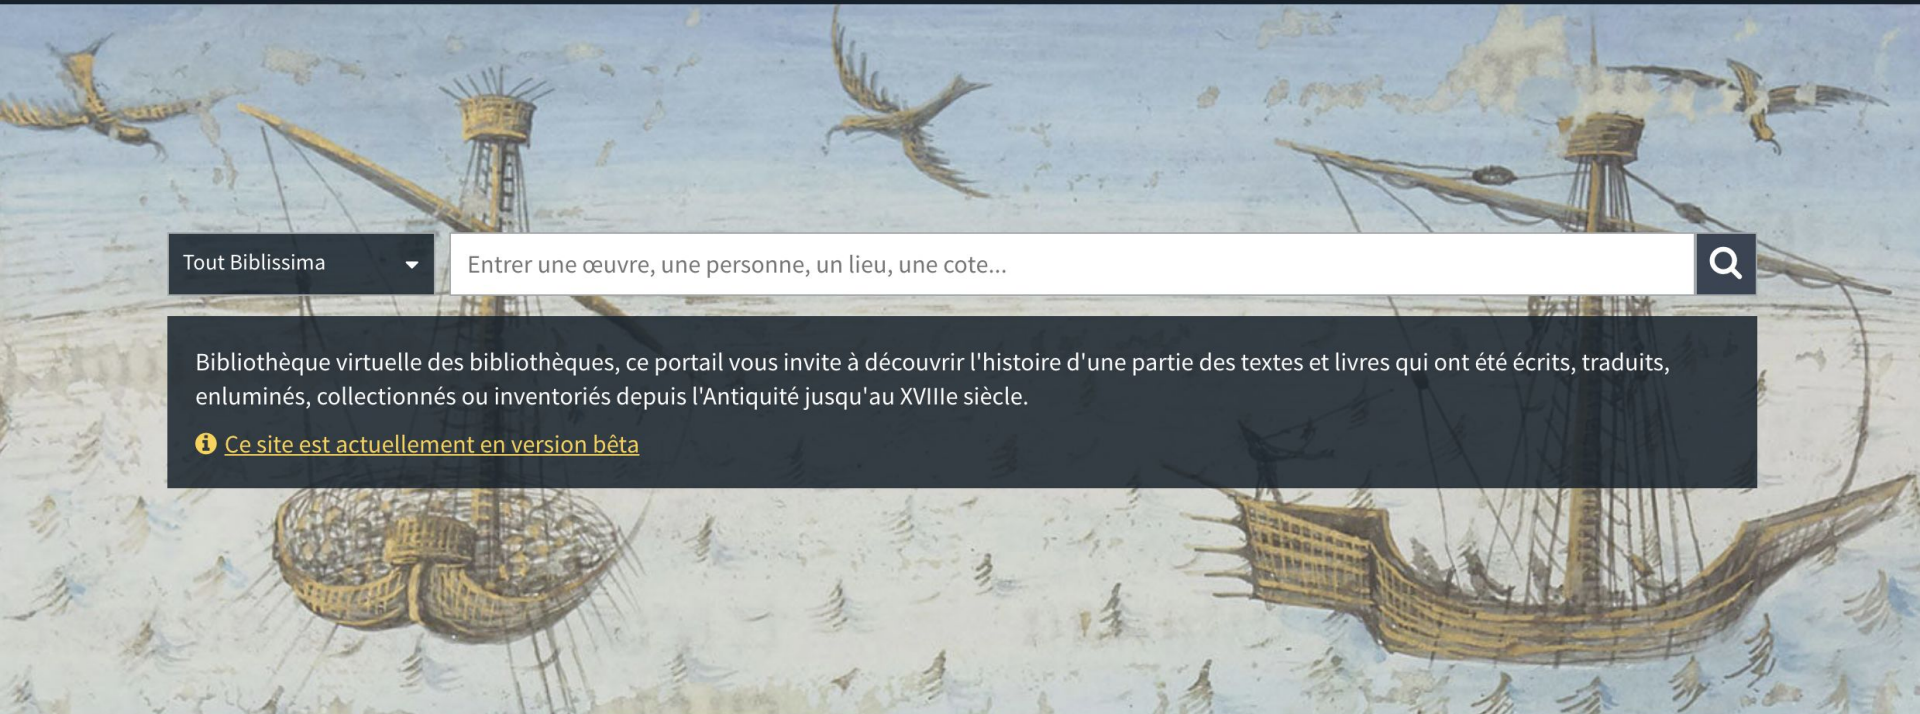 Tout Biblissima
Entrer une œuvre, une personne, un lieu, une cote...
Bibliothèque virtuelle des bibliothèques, ce portail vous invite à découvrir l'histoire d'une partie des textes et livres qui ont été écrits, traduits,
enluminés, collectionnés ou inventoriés depuis l'Antiquité jusqu'au XVIIIe siècle.
Ce site est actuellement en version bêta